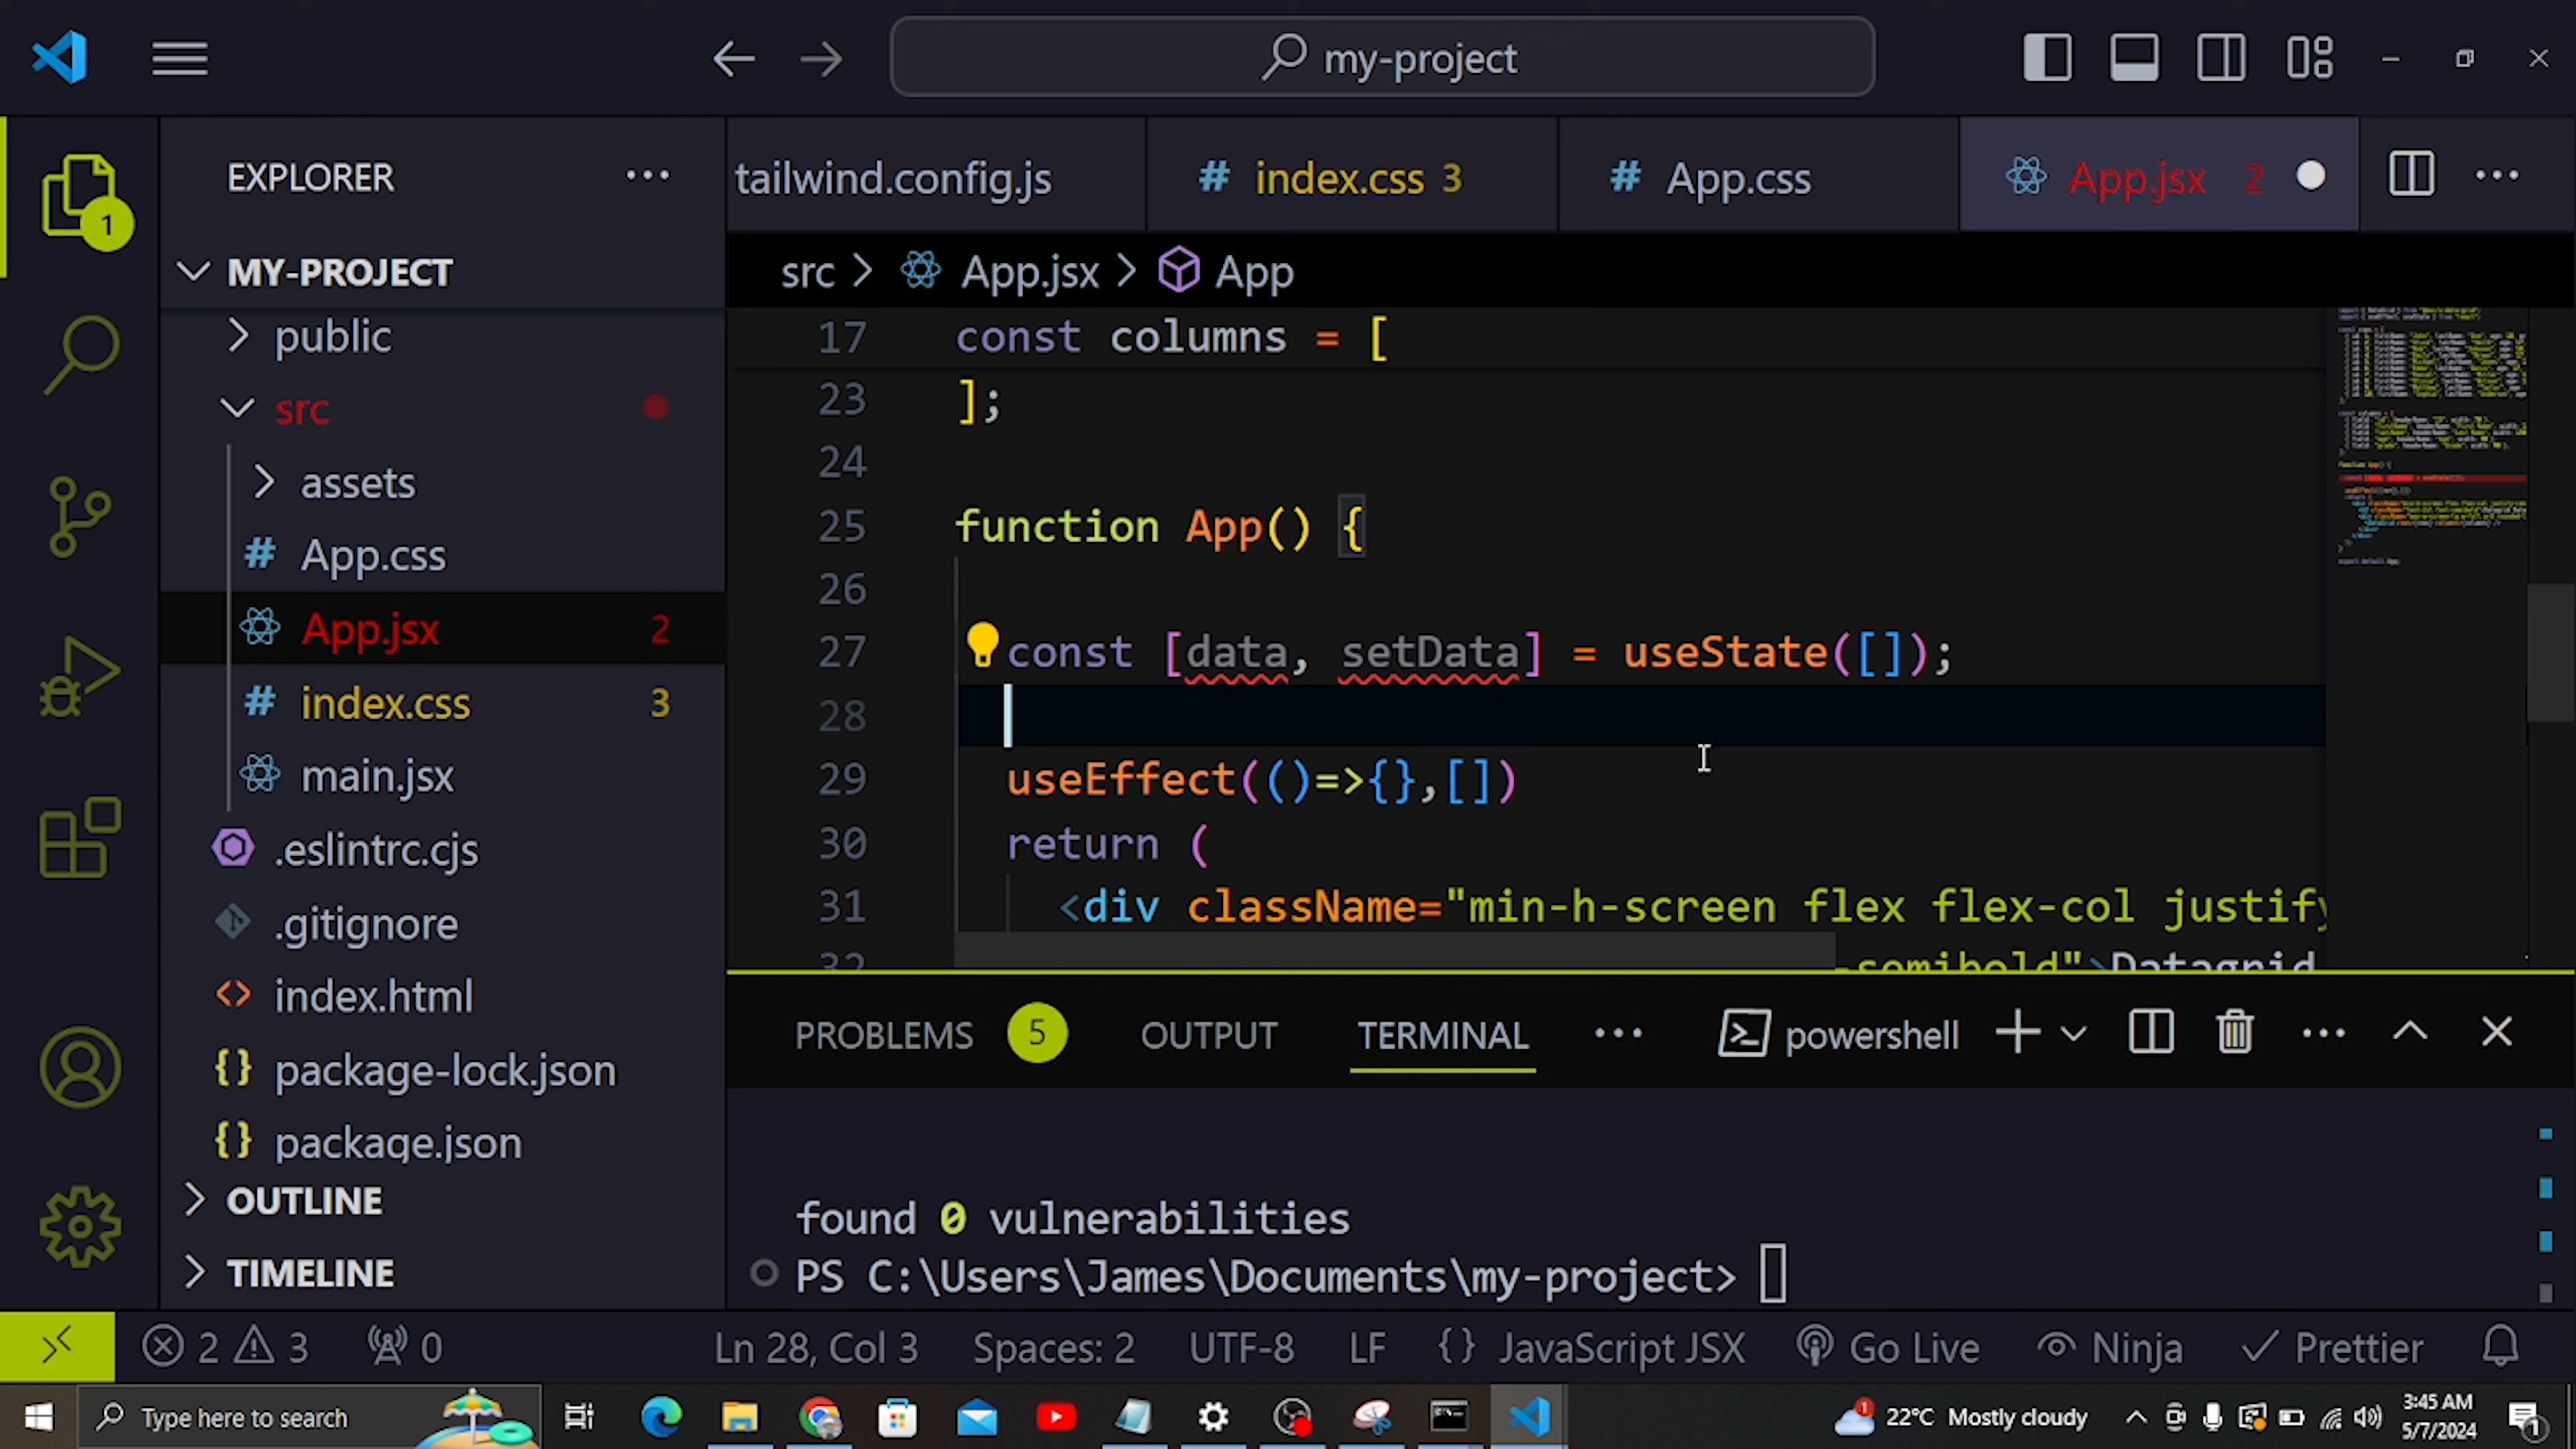 my-project
EXPLORER
tailwind.config.js
index.css 3
App.css
App.jsx 2
1
MY-PROJECT
src > App.jsx > App
public
17 const columns = [
src
23 ];
24
assets
25 function App() {
App.css
26
App.jsx 2
27 const [data, setData] = useState([]);
index.css 3
28
main.jsx
29 useEffect(()=>{},[])
.eslintrc.cjs
30 return (
.gitignore
31 <div className="min-h-screen flex flex-col justify
32 -semibold">Datagrid
index.html
PROBLEMS 5 OUTPUT TERMINAL powershell
package-lock.json
package.json
OUTLINE
found 0 vulnerabilities
TIMELINE
PS C:\Users\James\Documents\my-project>
2 3 0
Ln 28, Col 3 Spaces: 2 UTF-8 LF {} JavaScript JSX Go Live Ninja Prettier
Type here to search
1
22°C Mostly cloudy
3:45 AM
5/7/2024
1